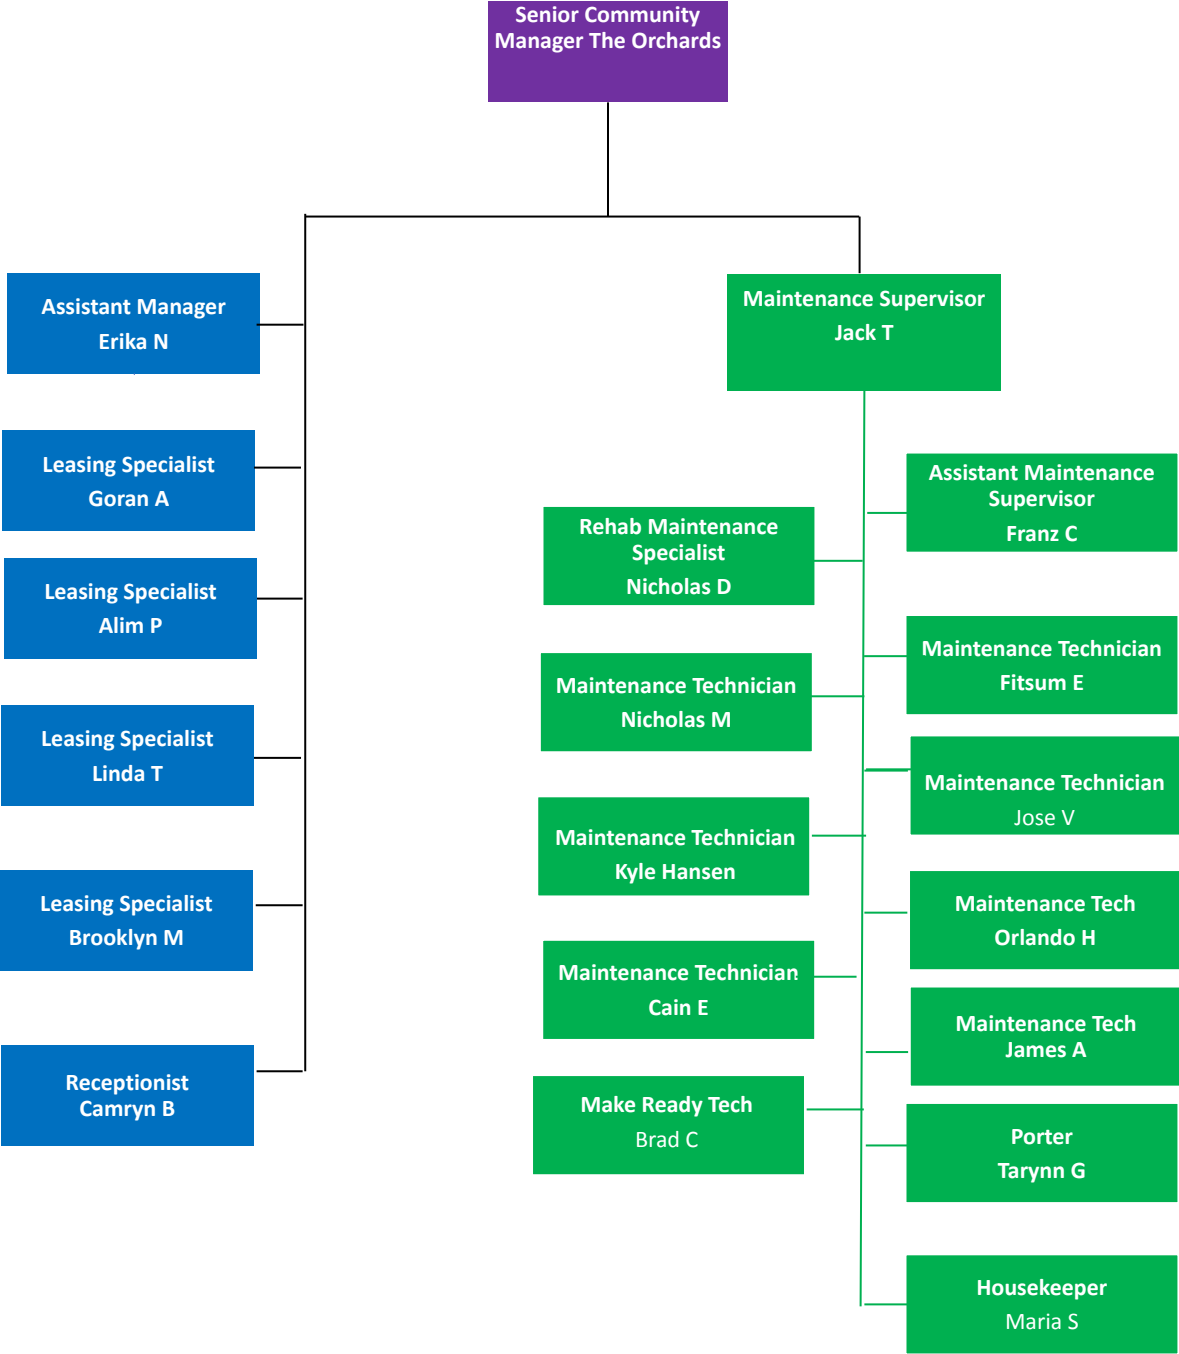 Senior Community
Manager The Orchards
Assistant Manager
Erika N
Leasing Specialist
Goran A
Leasing Specialist
Alim P
Leasing Specialist
Linda T
Leasing Specialist
Brooklyn M
Receptionist
Camryn B
Maintenance Supervisor
Jack T
Rehab Maintenance
Specialist
Nicholas D
Maintenance Technician
Nicholas M
Maintenance Technician
Kyle Hansen
Maintenance Technician
Cain E
Make Ready Tech
Brad C
Assistant Maintenance
Supervisor
Franz C
Maintenance Technician
Fitsum E
Maintenance Technician
Jose V
Maintenance Tech
Orlando H
Maintenance Tech
James A
Porter
Tarynn G
Housekeeper
Maria S